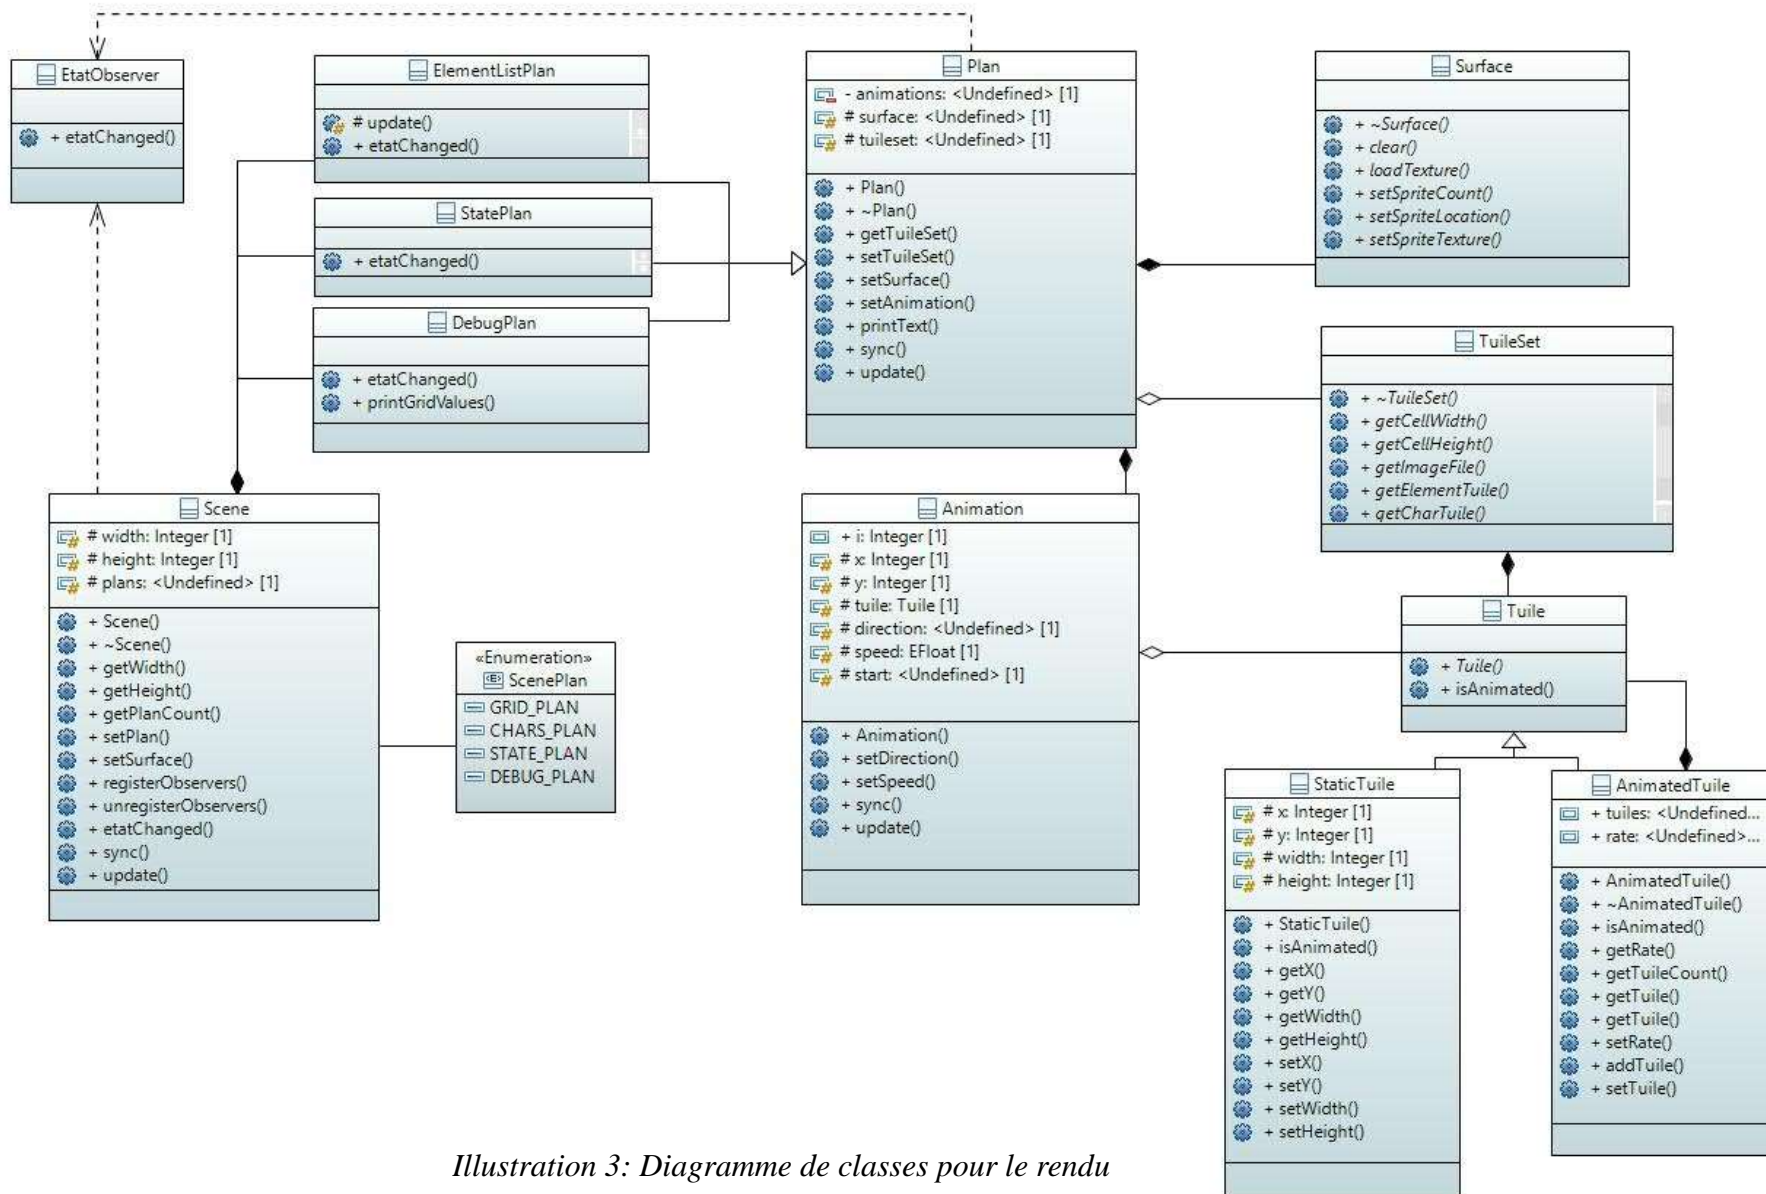 EtatObserver
+ etatChanged()
ElementListPlan
# update()
+ etatChanged()
StatePlan
+ etatChanged()
DebugPlan
+ etatChanged()
+ printGridValues()
Plan
- animations: <Undefined> [1]
# surface: <Undefined> [1]
# tuileset: <Undefined> [1]
+ Plan()
+ ~Plan()
+ getTuileSet()
+ setTuileSet()
+ setSurface()
+ setAnimation()
+ printText()
+ sync()
+ update()
Surface
+ ~Surface()
+ clear()
+ loadTexture()
+ setSpriteCount()
+ setSpriteLocation()
+ setSpriteTexture()
TuileSet
+ ~TuileSet()
+ getCellWidth()
+ getCellHeight()
+ getImageFile()
+ getElementTuile()
+ getCharTuile()
Scene
# width: Integer [1]
# height: Integer [1]
# plans: <Undefined> [1]
+ Scene()
+ ~Scene()
+ getWidth()
+ getHeight()
+ getPlanCount()
+ setPlan()
+ setSurface()
+ registerObservers()
+ unregisterObservers()
+ etatChanged()
+ sync()
+ update()
«Enumeration»
ScenePlan
GRID_PLAN
CHARS_PLAN
STATE_PLAN
DEBUG_PLAN
Animation
+ i: Integer [1]
# x: Integer [1]
# y: Integer [1]
# tuile: Tuile [1]
# direction: <Undefined> [1]
# speed: EFloat [1]
# start: <Undefined> [1]
+ Animation()
+ setDirection()
+ setSpeed()
+ sync()
+ update()
Tuile
+ Tuile()
+ isAnimated()
StaticTuile
# x: Integer [1]
# y: Integer [1]
# width: Integer [1]
# height: Integer [1]
+ StaticTuile()
+ isAnimated()
+ getX()
+ getY()
+ getWidth()
+ getHeight()
+ setX()
+ setY()
+ setWidth()
+ setHeight()
AnimatedTuile
+ tuiles: <Undefined...
+ rate: <Undefined>...
+ AnimatedTuile()
+ ~AnimatedTuile()
+ isAnimated()
+ getRate()
+ getTuileCount()
+ getTuile()
+ getTuile()
+ setRate()
+ addTuile()
+ setTuile()
Illustration 3: Diagramme de classes pour le rendu